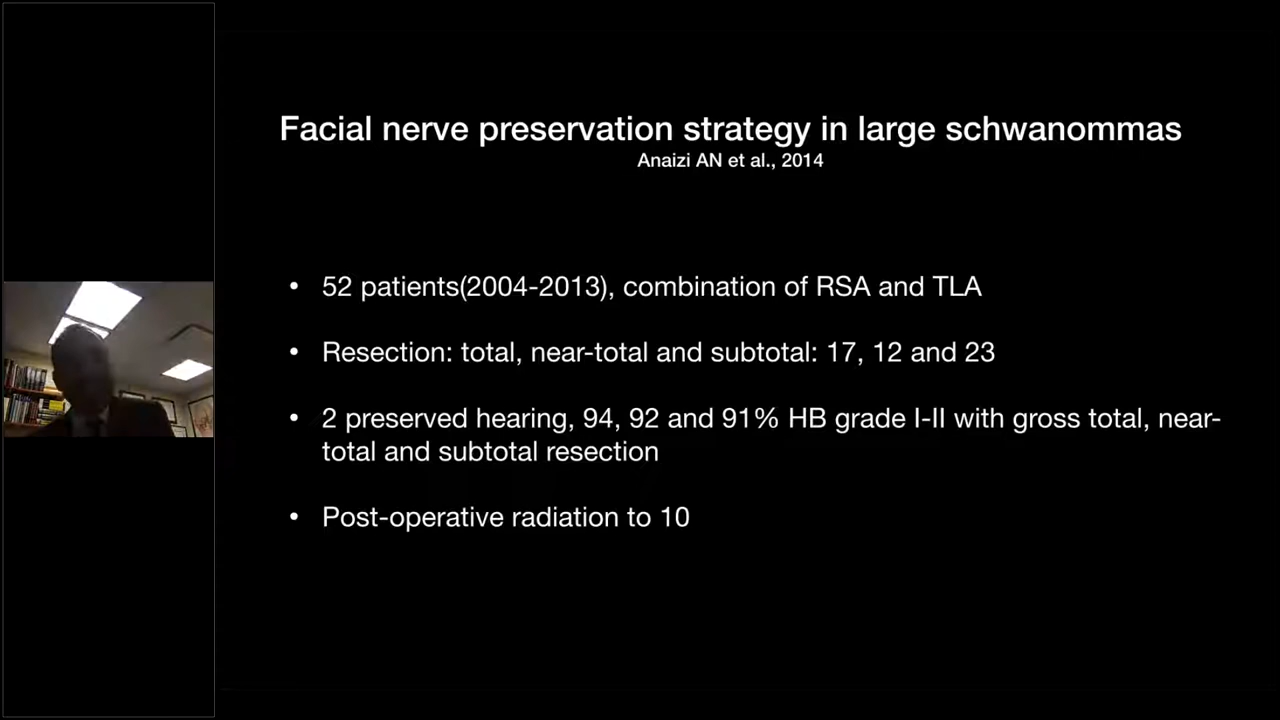 Facial nerve preservation strategy in large schwanommas
Anaizi AN et al., 2014
• 52 patients(2004-2013), combination of RSA and TLA
• Resection: total, near-total and subtotal: 17, 12 and 23
• 2 preserved hearing, 94, 92 and 91% HB grade I-II with gross total, near-
total and subtotal resection
• Post-operative radiation to 10